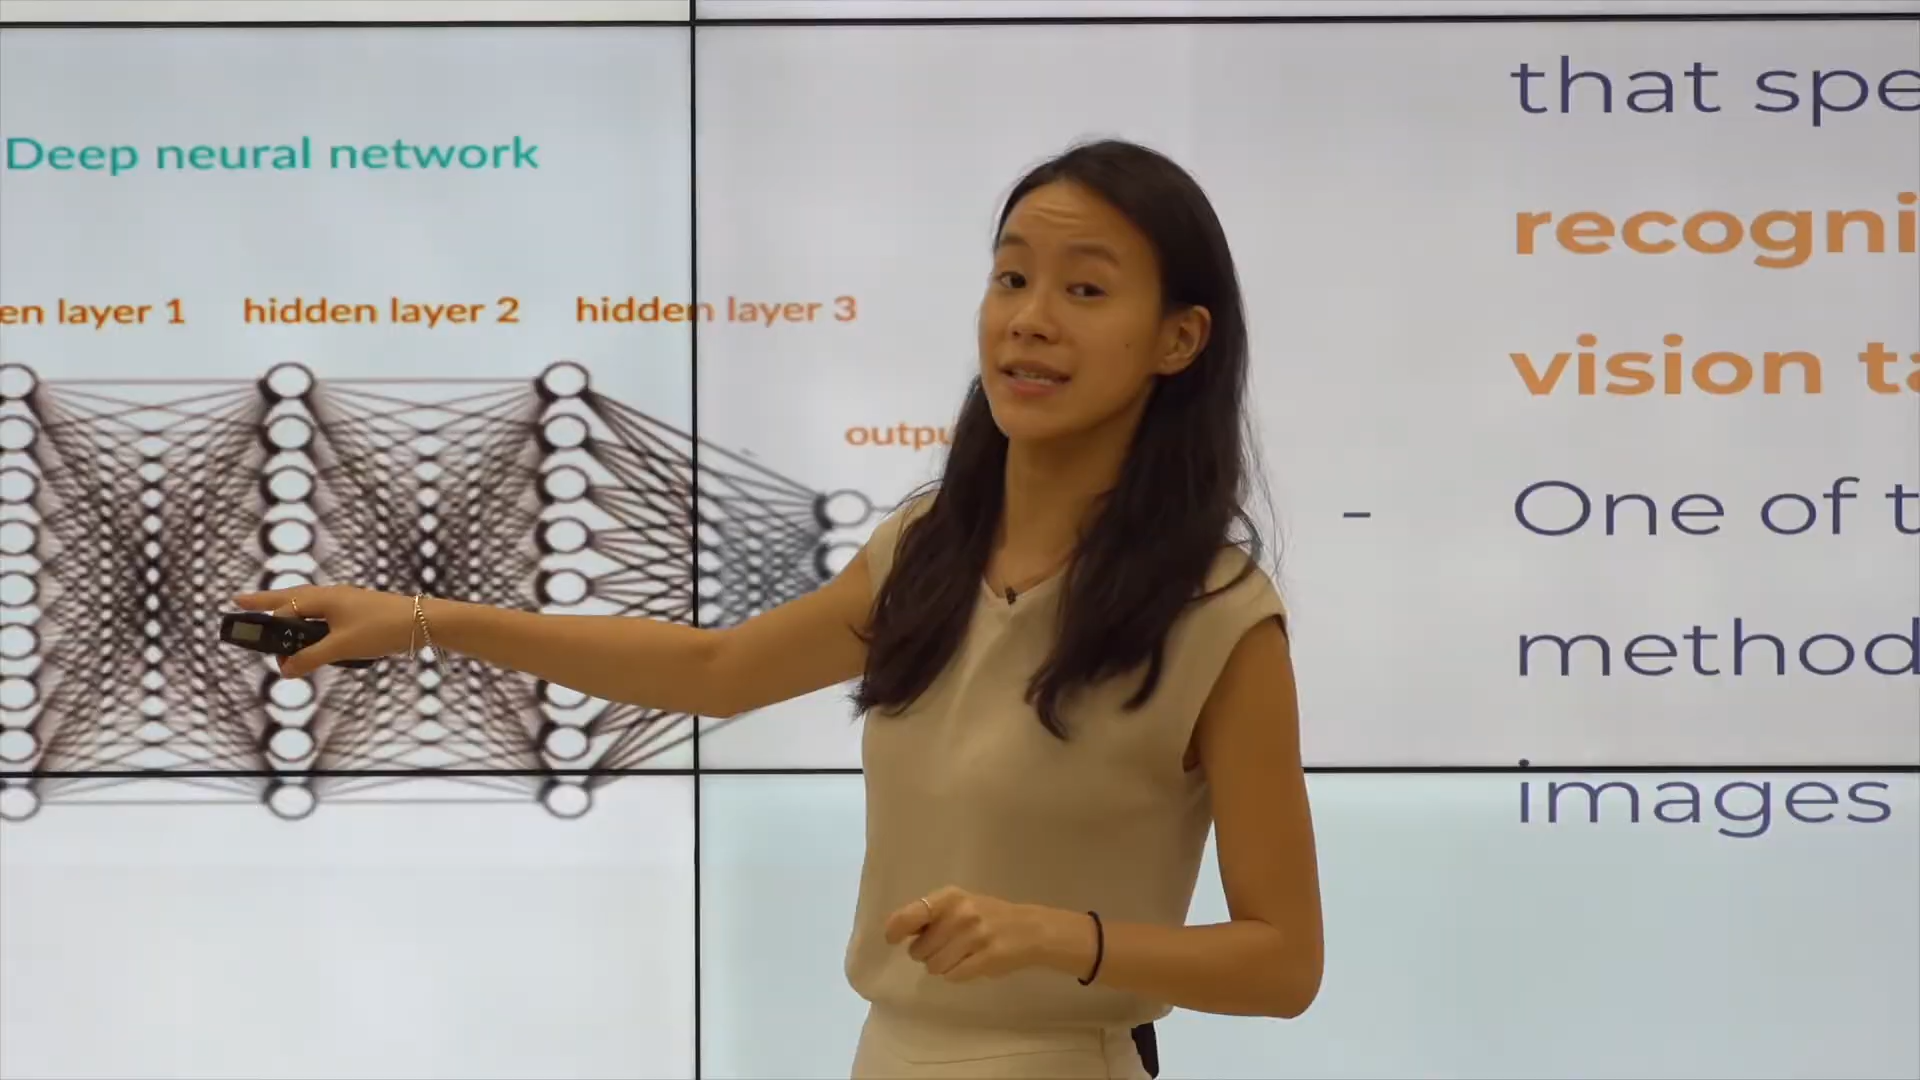 Deep neural network
en layer 1 hidden layer 2 hidden layer 3
outpu
that spe
recogni
vision ta
- One of t
method
images